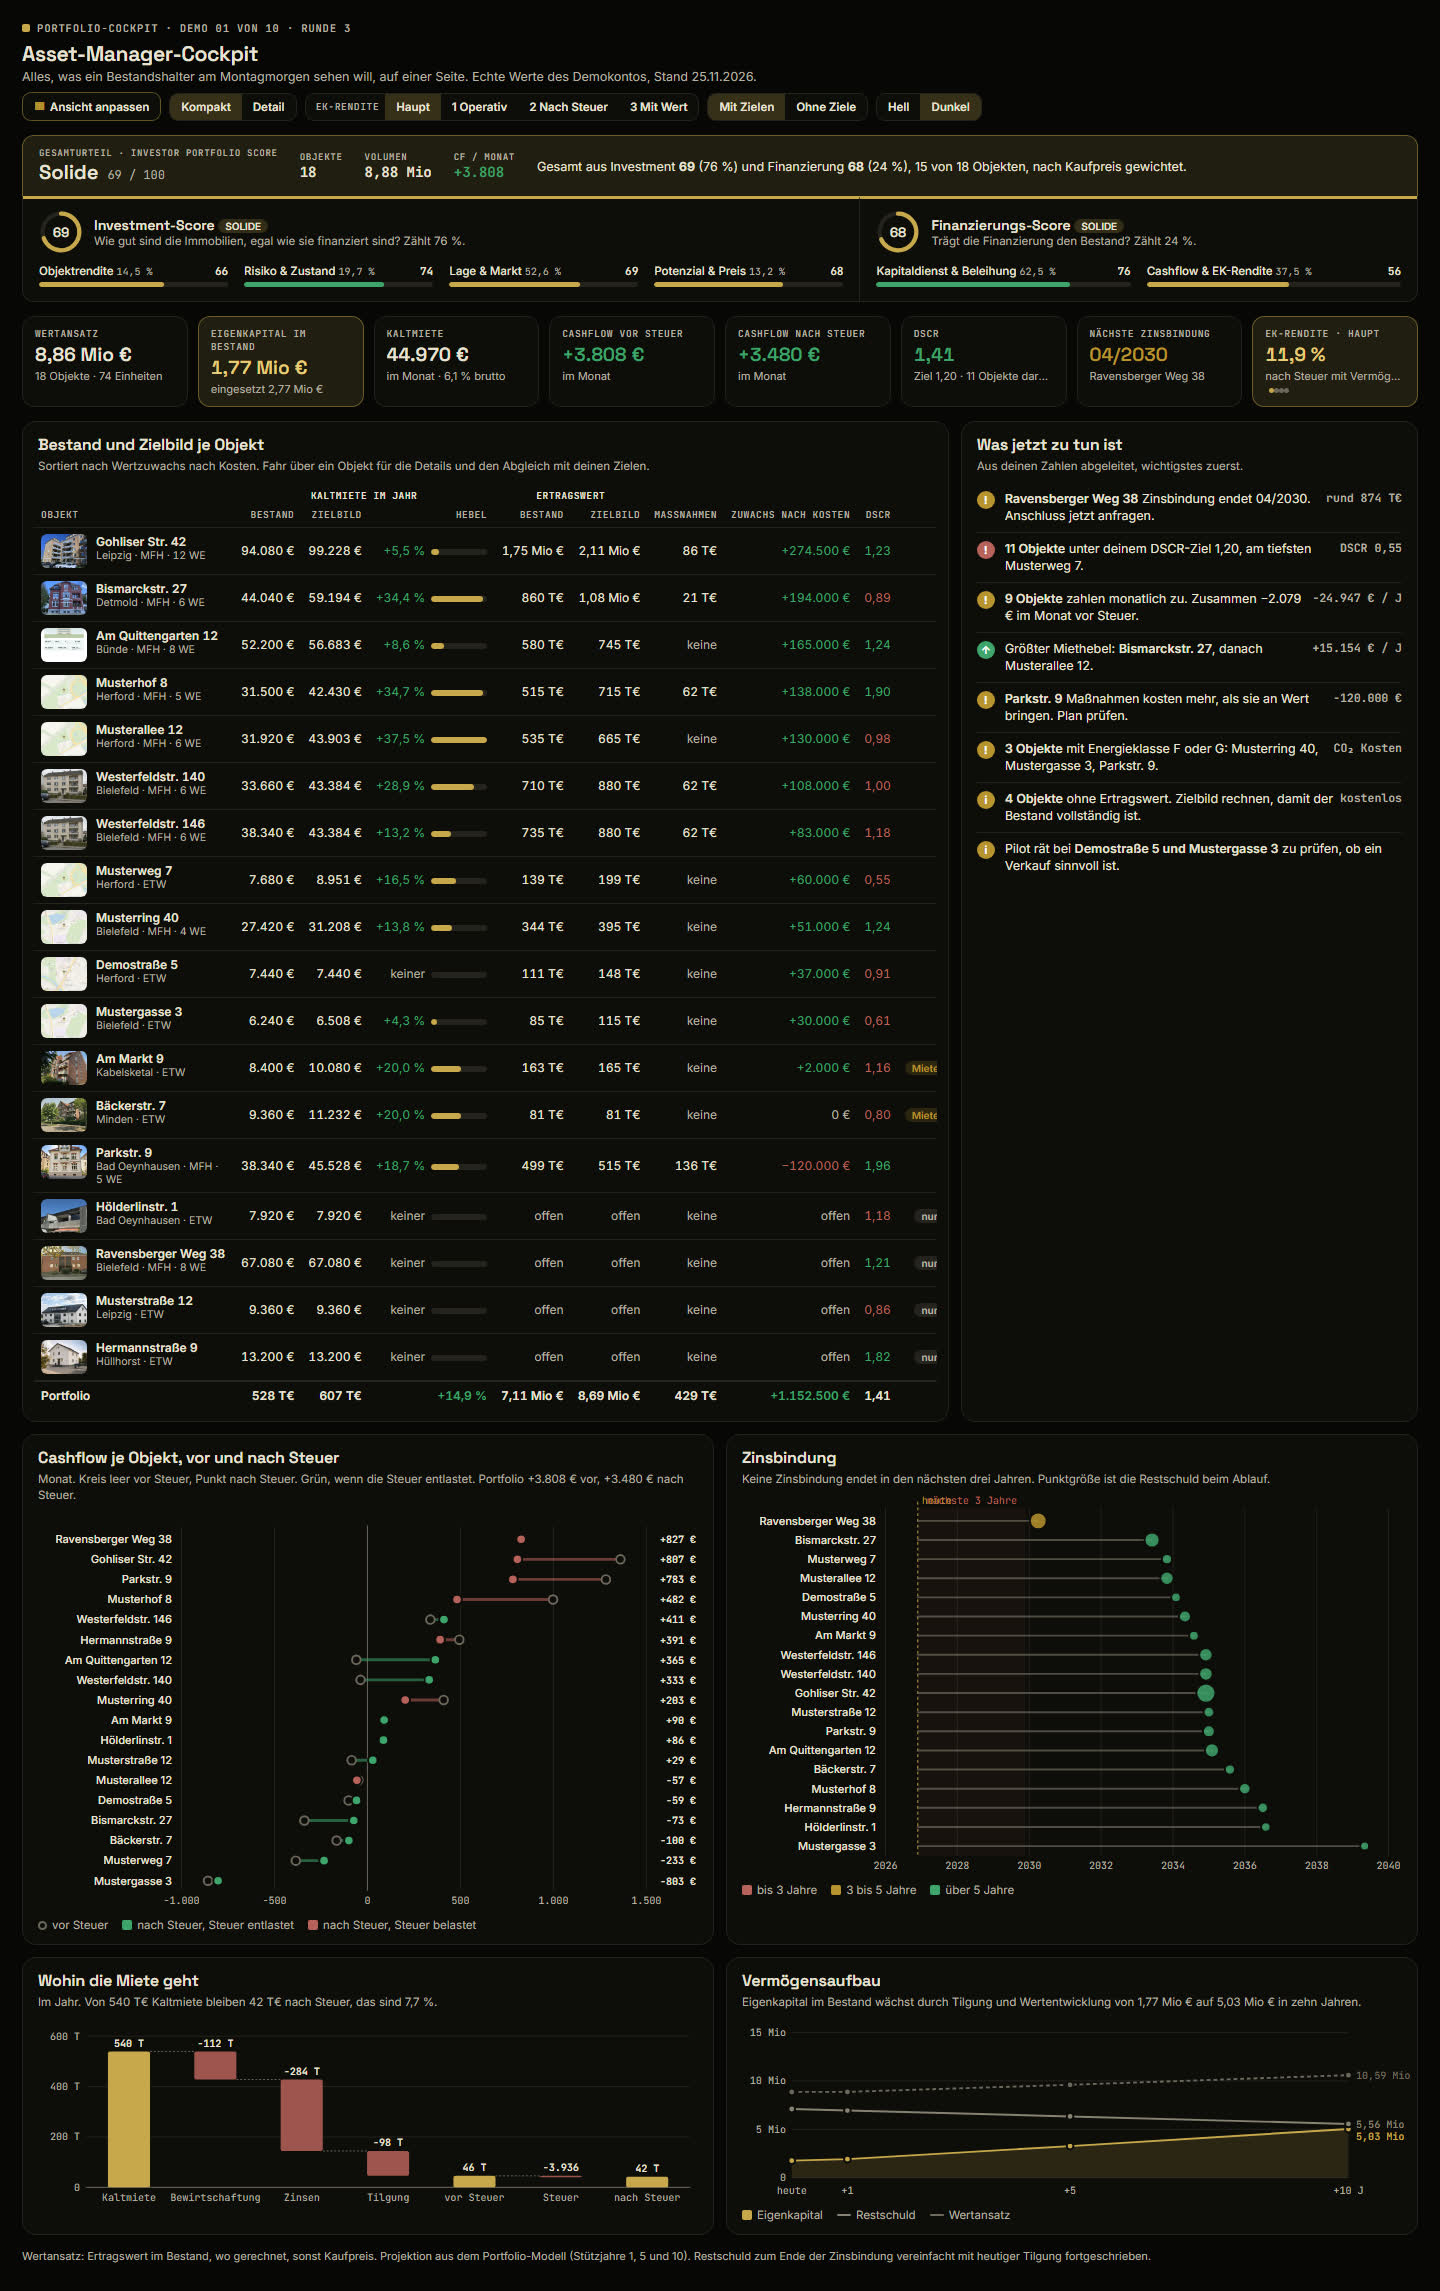 PORTFOLIO-COCKPIT · DEMO 01 VON 10 · RUNDE 3
Asset-Manager-Cockpit
Alles, was ein Bestandshalter am Montagmorgen sehen will, auf einer Seite. Echte Werte des Demokontos, Stand 25.11.2026.
Ansicht anpassen Kompakt Detail EK-RENDITE Haupt 1 Operativ 2 Nach Steuer 3 Mit Wert Mit Zielen Ohne Ziele Hell Dunkel
GESAMTURTEIL · INVESTOR PORTFOLIO SCORE OBJEKTE VOLUMEN CF / MONAT
Solide 69 / 100 18 8,88 Mio +3.808 Gesamt aus Investment 69 (76 %) und Finanzierung 68 (24 %), 15 von 18 Objekten, nach Kaufpreis gewichtet.
69 Investment-Score SOLIDE
Wie gut sind die Immobilien, egal wie sie finanziert sind? Zählt 76 %.
Objektrendite 14,5 % 66 Risiko & Zustand 19,7 % 74 Lage & Markt 52,6 % 69 Potenzial & Preis 13,2 % 68
68 Finanzierungs-Score SOLIDE
Trägt die Finanzierung den Bestand? Zählt 24 %.
Kapitaldienst & Beleihung 62,5 % 76 Cashflow & EK-Rendite 37,5 % 56
WERTANSATZ
8,86 Mio €
18 Objekte · 74 Einheiten
EIGENKAPITAL IM
BESTAND
1,77 Mio €
eingesetzt 2,77 Mio €
KALTMIETE
44.970 €
im Monat · 6,1 % brutto
CASHFLOW VOR STEUER
+3.808 €
im Monat
CASHFLOW NACH STEUER
+3.480 €
im Monat
DSCR
1,41
Ziel 1,20 · 11 Objekte dar...
NÄCHSTE ZINSBINDUNG
04/2030
Ravensberger Weg 38
EK-RENDITE · HAUPT
11,9 %
nach Steuer mit Vermög...
Bestand und Zielbild je Objekt
Sortiert nach Wertzuwachs nach Kosten. Fahr über ein Objekt für die Details und den Abgleich mit deinen Zielen.
KALTMIETE IM JAHR ERTRAGSWERT
OBJEKT BESTAND ZIELBILD HEBEL BESTAND ZIELBILD MASSNAHMEN ZUWACHS NACH KOSTEN DSCR
Gohliser Str. 42
Leipzig · MFH · 12 WE
94.080 € 99.228 € +5,5 % 1,75 Mio € 2,11 Mio € 86 T€ +274.500 € 1,23
Bismarckstr. 27
Detmold · MFH · 6 WE
44.040 € 59.194 € +34,4 % 860 T€ 1,08 Mio € 21 T€ +194.000 € 0,89
Am Quittengarten 12
Bünde · MFH · 8 WE
52.200 € 56.683 € +8,6 % 580 T€ 745 T€ keine +165.000 € 1,24
Musterhof 8
Herford · MFH · 5 WE
31.500 € 42.430 € +34,7 % 515 T€ 715 T€ 62 T€ +138.000 € 1,90
Musterallee 12
Herford · MFH · 6 WE
31.920 € 43.903 € +37,5 % 535 T€ 665 T€ keine +130.000 € 0,98
Westerfeldstr. 140
Bielefeld · MFH · 6 WE
33.660 € 43.384 € +28,9 % 710 T€ 880 T€ 62 T€ +108.000 € 1,00
Westerfeldstr. 146
Bielefeld · MFH · 6 WE
38.340 € 43.384 € +13,2 % 735 T€ 880 T€ 62 T€ +83.000 € 1,18
Musterweg 7
Herford · ETW
7.680 € 8.951 € +16,5 % 139 T€ 199 T€ keine +60.000 € 0,55
Musterring 40
Bielefeld · MFH · 4 WE
27.420 € 31.208 € +13,8 % 344 T€ 395 T€ keine +51.000 € 1,24
Demostraße 5
Herford · ETW
7.440 € 7.440 € keiner 111 T€ 148 T€ keine +37.000 € 0,91
Mustergasse 3
Bielefeld · ETW
6.240 € 6.508 € +4,3 % 85 T€ 115 T€ keine +30.000 € 0,61
Am Markt 9
Kabelsketal · ETW
8.400 € 10.080 € +20,0 % 163 T€ 165 T€ keine +2.000 € 1,16 Miete
Bäckerstr. 7
Minden · ETW
9.360 € 11.232 € +20,0 % 81 T€ 81 T€ keine 0 € 0,80 Miete
Parkstr. 9
Bad Oeynhausen · MFH ·
5 WE
38.340 € 45.528 € +18,7 % 499 T€ 515 T€ 136 T€ −120.000 € 1,96
Hölderlinstr. 1
Bad Oeynhausen · ETW
7.920 € 7.920 € keiner offen offen keine offen 1,18 nur
Ravensberger Weg 38
Bielefeld · MFH · 8 WE
67.080 € 67.080 € keiner offen offen keine offen 1,21 nur
Musterstraße 12
Leipzig · ETW
9.360 € 9.360 € keiner offen offen keine offen 0,86 nur
Hermannstraße 9
Hüllhorst · ETW
13.200 € 13.200 € keiner offen offen keine offen 1,82 nur
Portfolio 528 T€ 607 T€ +14,9 % 7,11 Mio € 8,69 Mio € 429 T€ +1.152.500 € 1,41
Was jetzt zu tun ist
Aus deinen Zahlen abgeleitet, wichtigstes zuerst.
Ravensberger Weg 38 Zinsbindung endet 04/2030. rund 874 T€
Anschluss jetzt anfragen.
11 Objekte unter deinem DSCR-Ziel 1,20, am tiefsten DSCR 0,55
Musterweg 7.
9 Objekte zahlen monatlich zu. Zusammen −2.079 -24.947 € / J
€ im Monat vor Steuer.
Größter Miethebel: Bismarckstr. 27, danach +15.154 € / J
Musterallee 12.
Parkstr. 9 Maßnahmen kosten mehr, als sie an Wert -120.000 €
bringen. Plan prüfen.
3 Objekte mit Energieklasse F oder G: Musterring 40, CO₂ Kosten
Mustergasse 3, Parkstr. 9.
4 Objekte ohne Ertragswert. Zielbild rechnen, damit der kostenlos
Bestand vollständig ist.
Pilot rät bei Demostraße 5 und Mustergasse 3 zu prüfen, ob ein
Verkauf sinnvoll ist.
Cashflow je Objekt, vor und nach Steuer
Monat. Kreis leer vor Steuer, Punkt nach Steuer. Grün, wenn die Steuer entlastet. Portfolio +3.808 € vor, +3.480 € nach
Steuer.
Ravensberger Weg 38 +827 €
Gohliser Str. 42 +807 €
Parkstr. 9 +783 €
Musterhof 8 +482 €
Westerfeldstr. 146 +411 €
Hermannstraße 9 +391 €
Am Quittengarten 12 +365 €
Westerfeldstr. 140 +333 €
Musterring 40 +203 €
Am Markt 9 +90 €
Hölderlinstr. 1 +86 €
Musterstraße 12 +29 €
Musterallee 12 -57 €
Demostraße 5 -59 €
Bismarckstr. 27 -73 €
Bäckerstr. 7 -100 €
Musterweg 7 -233 €
Mustergasse 3 -803 €
-1.000 -500 0 500 1.000 1.500
vor Steuer nach Steuer, Steuer entlastet nach Steuer, Steuer belastet
Zinsbindung
Keine Zinsbindung endet in den nächsten drei Jahren. Punktgröße ist die Restschuld beim Ablauf.
heute nächste 3 Jahre
Ravensberger Weg 38
Bismarckstr. 27
Musterweg 7
Musterallee 12
Demostraße 5
Musterring 40
Am Markt 9
Westerfeldstr. 146
Westerfeldstr. 140
Gohliser Str. 42
Musterstraße 12
Parkstr. 9
Am Quittengarten 12
Bäckerstr. 7
Musterhof 8
Hermannstraße 9
Hölderlinstr. 1
Mustergasse 3
2026 2028 2030 2032 2034 2036 2038 2040
bis 3 Jahre 3 bis 5 Jahre über 5 Jahre
Wohin die Miete geht
Im Jahr. Von 540 T€ Kaltmiete bleiben 42 T€ nach Steuer, das sind 7,7 %.
600 T
400 T
200 T
0
540 T -112 T -284 T -98 T 46 T -3.936 42 T
Kaltmiete Bewirtschaftung Zinsen Tilgung vor Steuer Steuer nach Steuer
Vermögensaufbau
Eigenkapital im Bestand wächst durch Tilgung und Wertentwicklung von 1,77 Mio € auf 5,03 Mio € in zehn Jahren.
15 Mio
10 Mio
5 Mio
0
10,59 Mio
5,56 Mio
5,03 Mio
heute +1 +5 +10 J
Eigenkapital Restschuld Wertansatz
Wertansatz: Ertragswert im Bestand, wo gerechnet, sonst Kaufpreis. Projektion aus dem Portfolio-Modell (Stützjahre 1, 5 und 10). Restschuld zum Ende der Zinsbindung vereinfacht mit heutiger Tilgung fortgeschrieben.